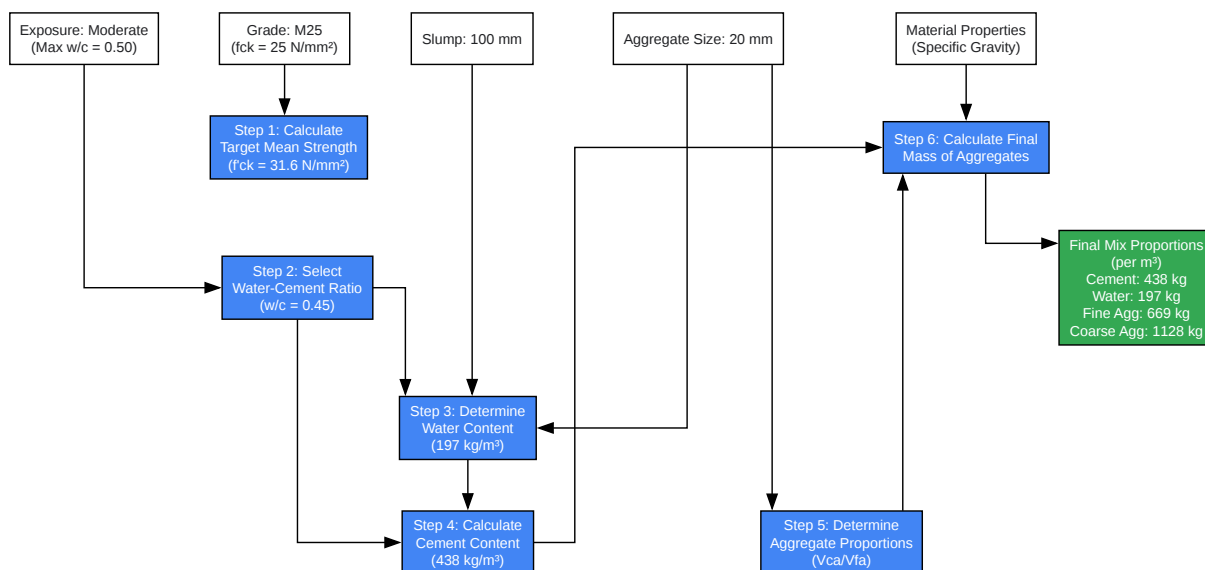 Exposure: Moderate
(Max w/c = 0.50)
Grade: M25
(fck = 25 N/mm²)
Slump: 100 mm
Aggregate Size: 20 mm
Material Properties
(Specific Gravity)
Step 1: Calculate
Target Mean Strength
(f'ck = 31.6 N/mm²)
Step 6: Calculate Final
Mass of Aggregates
Step 2: Select
Water-Cement Ratio
(w/c = 0.45)
Final Mix Proportions
(per m³)
Cement: 438 kg
Water: 197 kg
Fine Agg: 669 kg
Coarse Agg: 1128 kg
Step 3: Determine
Water Content
(197 kg/m³)
Step 4: Calculate
Cement Content
(438 kg/m³)
Step 5: Determine
Aggregate Proportions
(Vca/Vfa)